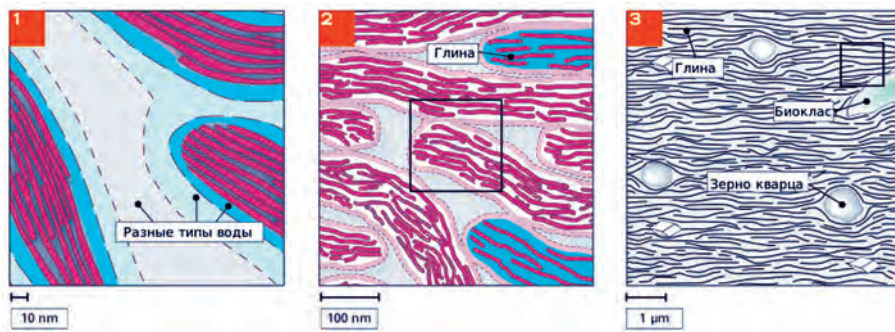 1
Разные типы воды
10 nm
2
Глина
100 nm
3
Глина
Биоклас
Зерно кварца
1 µm